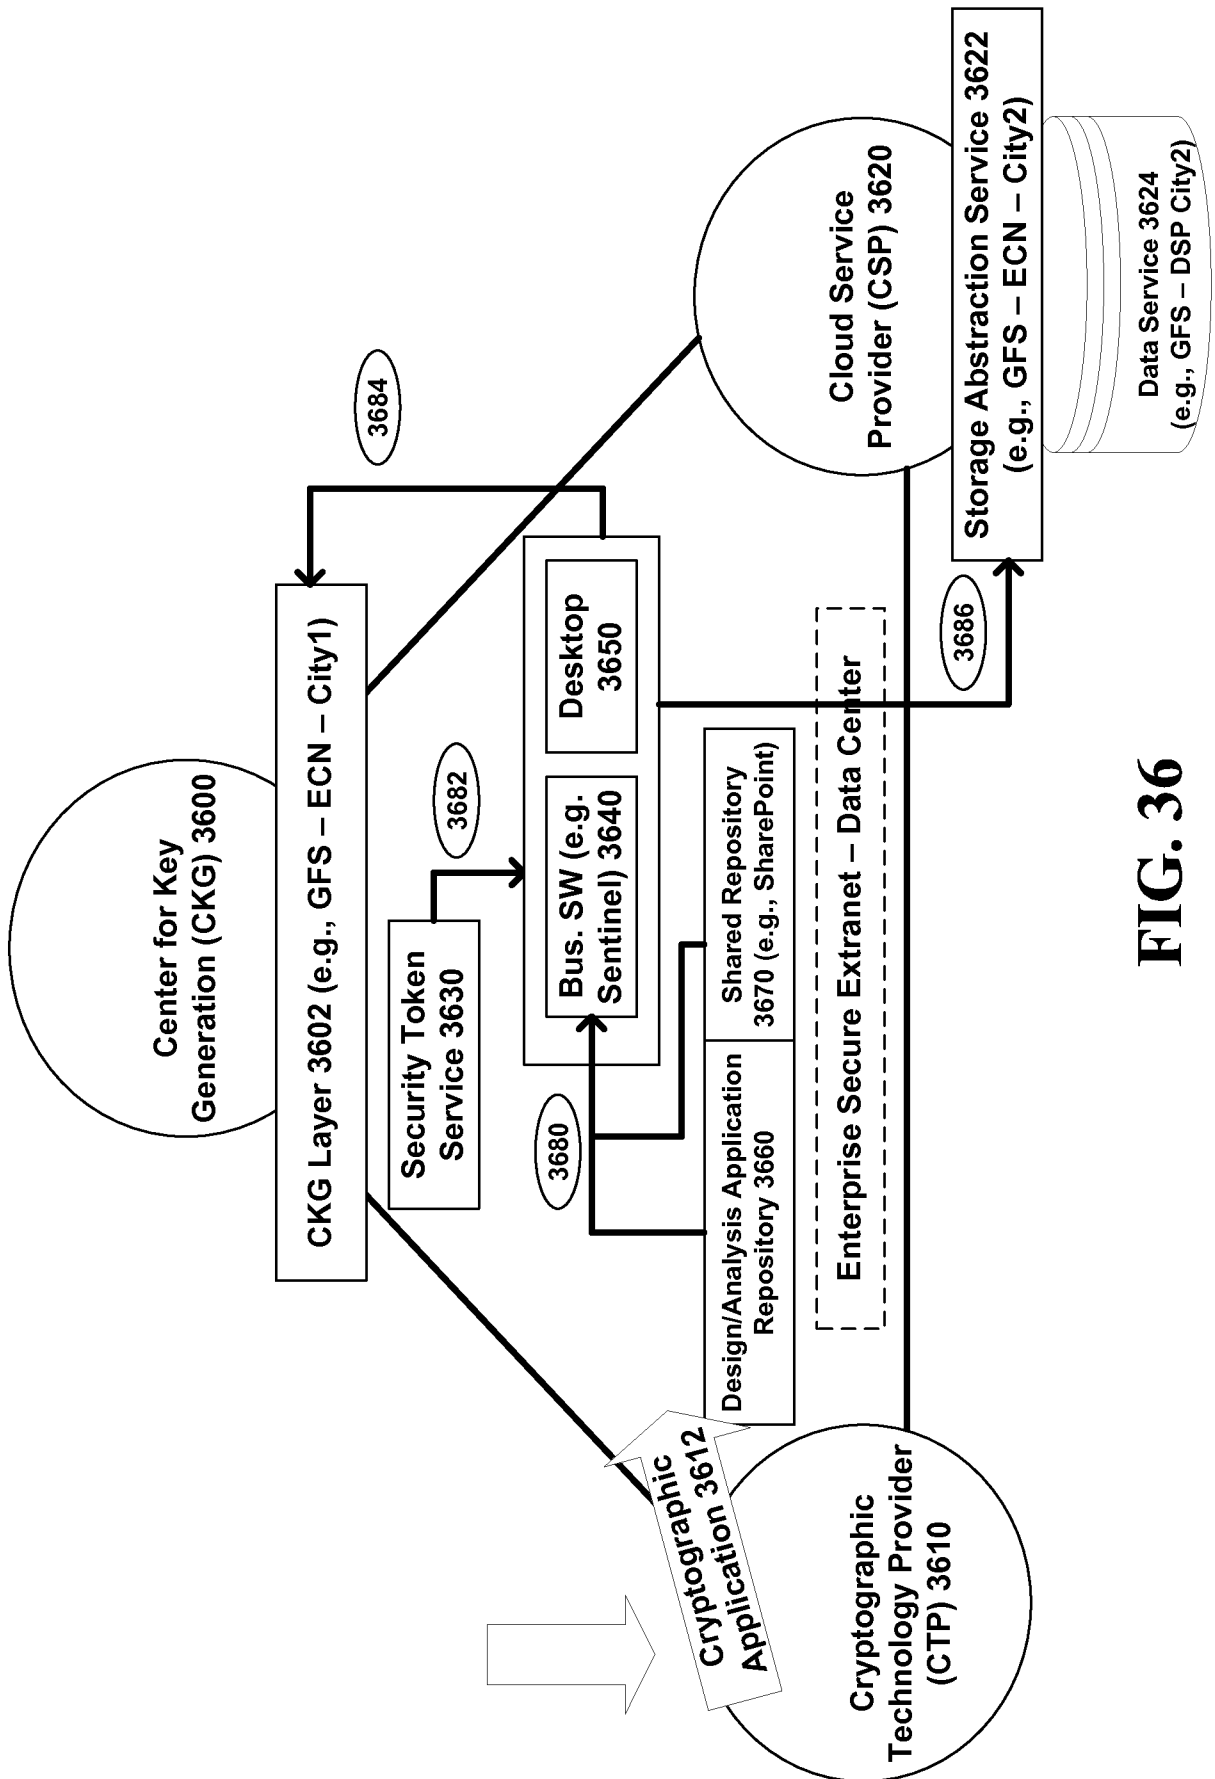 Center for Key
Generation (CKG) 3600
CKG Layer 3602 (e.g., GFS – ECN – City1)
3684
Security Token
Service 3630
3682
Bus. SW (e.g.
Sentinel) 3640
Desktop
3650
3680
Design/Analysis Application
Repository 3660
Shared Repository
3670 (e.g., SharePoint)
Enterprise Secure Extranet – Data Center
3686
Cryptographic
Application 3612
Cryptographic
Technology Provider
(CTP) 3610
Cloud Service
Provider (CSP) 3620
Storage Abstraction Service 3622
(e.g., GFS – ECN – City2)
Data Service 3624
(e.g., GFS – DSP City2)
FIG. 36